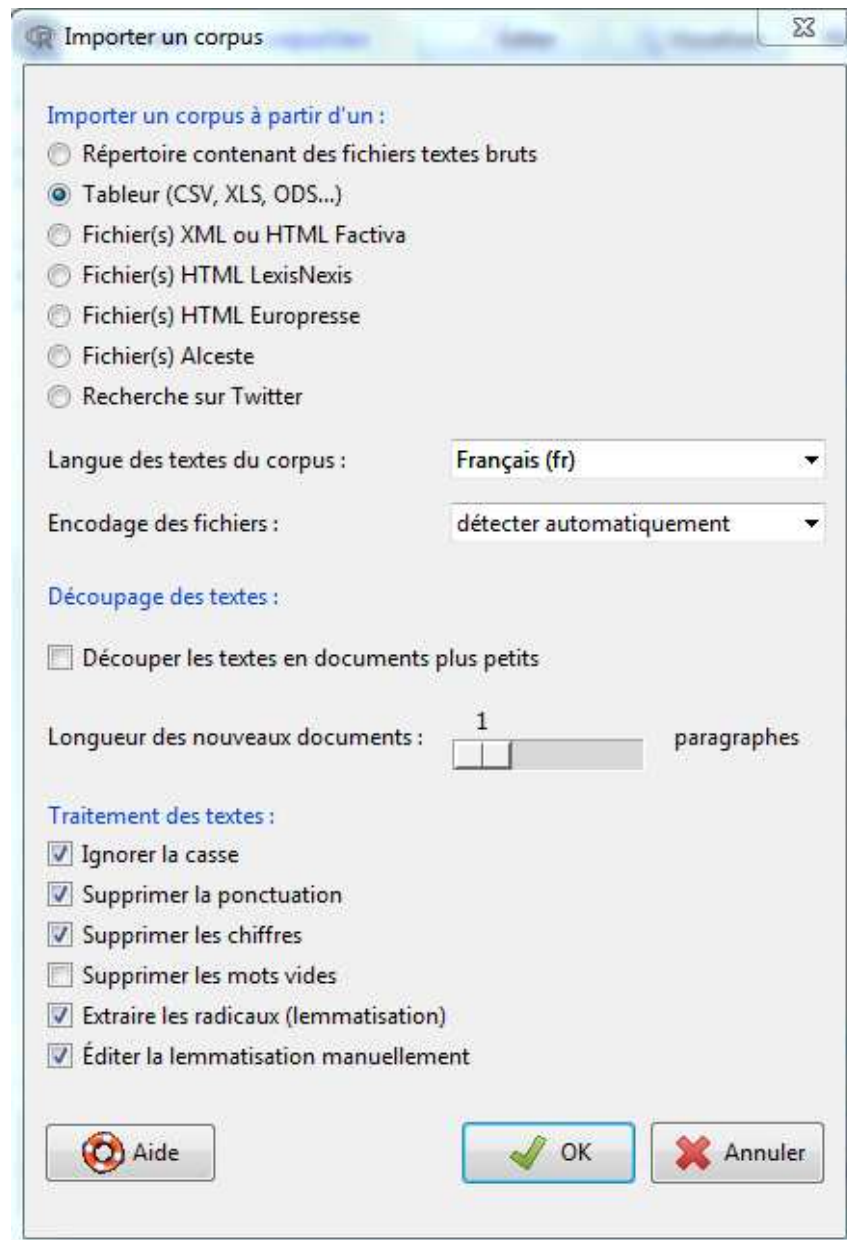 Importer un corpus
Importer un corpus à partir d'un :
Répertoire contenant des fichiers textes bruts
Tableur (CSV, XLS, ODS...)
Fichier(s) XML ou HTML Factiva
Fichier(s) HTML LexisNexis
Fichier(s) HTML Europresse
Fichier(s) Alceste
Recherche sur Twitter
Langue des textes du corpus : Français (fr)
Encodage des fichiers : détecter automatiquement
Découpage des textes :
Découper les textes en documents plus petits
1
Longueur des nouveaux documents : paragraphes
Traitement des textes :
Ignorer la casse
Supprimer la ponctuation
Supprimer les chiffres
Supprimer les mots vides
Extraire les radicaux (lemmatisation)
Éditer la lemmatisation manuellement
Aide OK Annuler